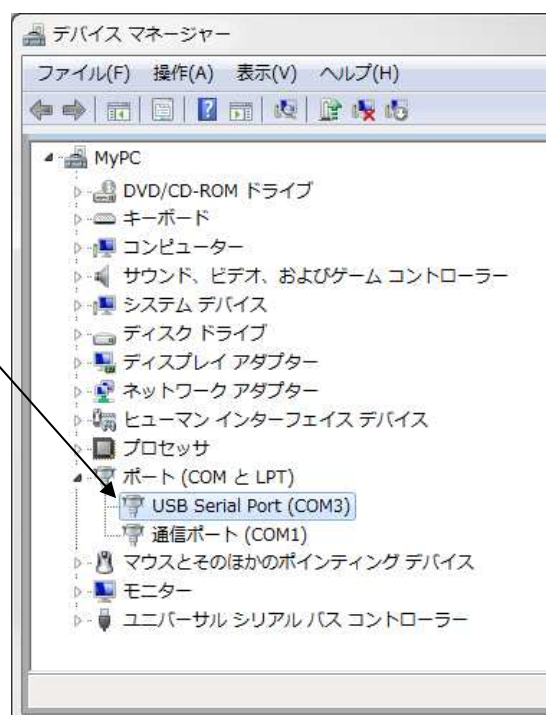 デバイス マネージャー
ファイル(F) 操作(A) 表示(V) ヘルプ(H)
MyPC
DVD/CD-ROM ドライブ
キーボード
コンピューター
サウンド、ビデオ、およびゲーム コントローラー
システム デバイス
ディスク ドライブ
ディスプレイ アダプター
ネットワーク アダプター
ヒューマン インターフェイス デバイス
プロセッサ
ポート (COM と LPT)
USB Serial Port (COM3)
通信ポート (COM1)
マウスとそのほかのポインティング デバイス
モニター
ユニバーサル シリアル バス コントローラー